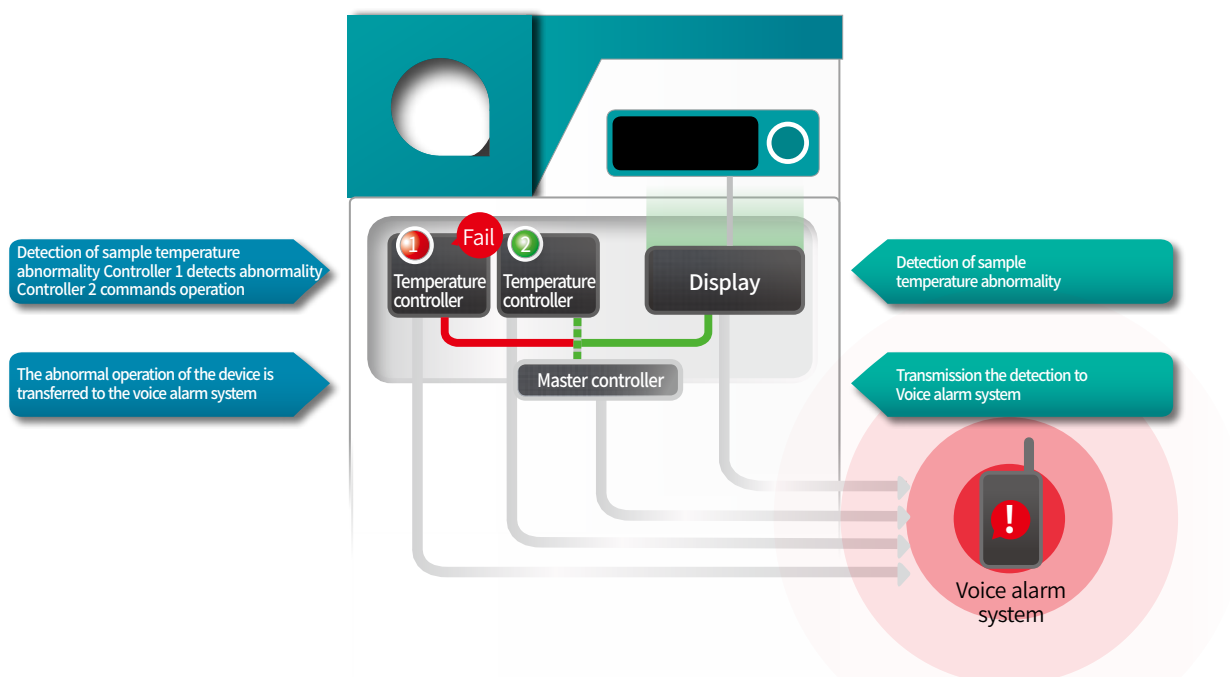 Detection of sample temperature
abnormality Controller 1 detects abnormality
Controller 2 commands operation
The abnormal operation of the device is
transferred to the voice alarm system
1
Fail
2
Temperature
controller
Temperature
controller
Display
Master controller
Detection of sample
temperature abnormality
Transmission the detection to
Voice alarm system
!
Voice alarm
system